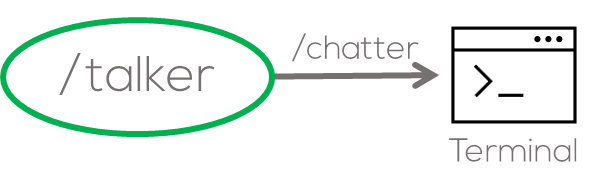 /talker
/chatter
>_
Terminal